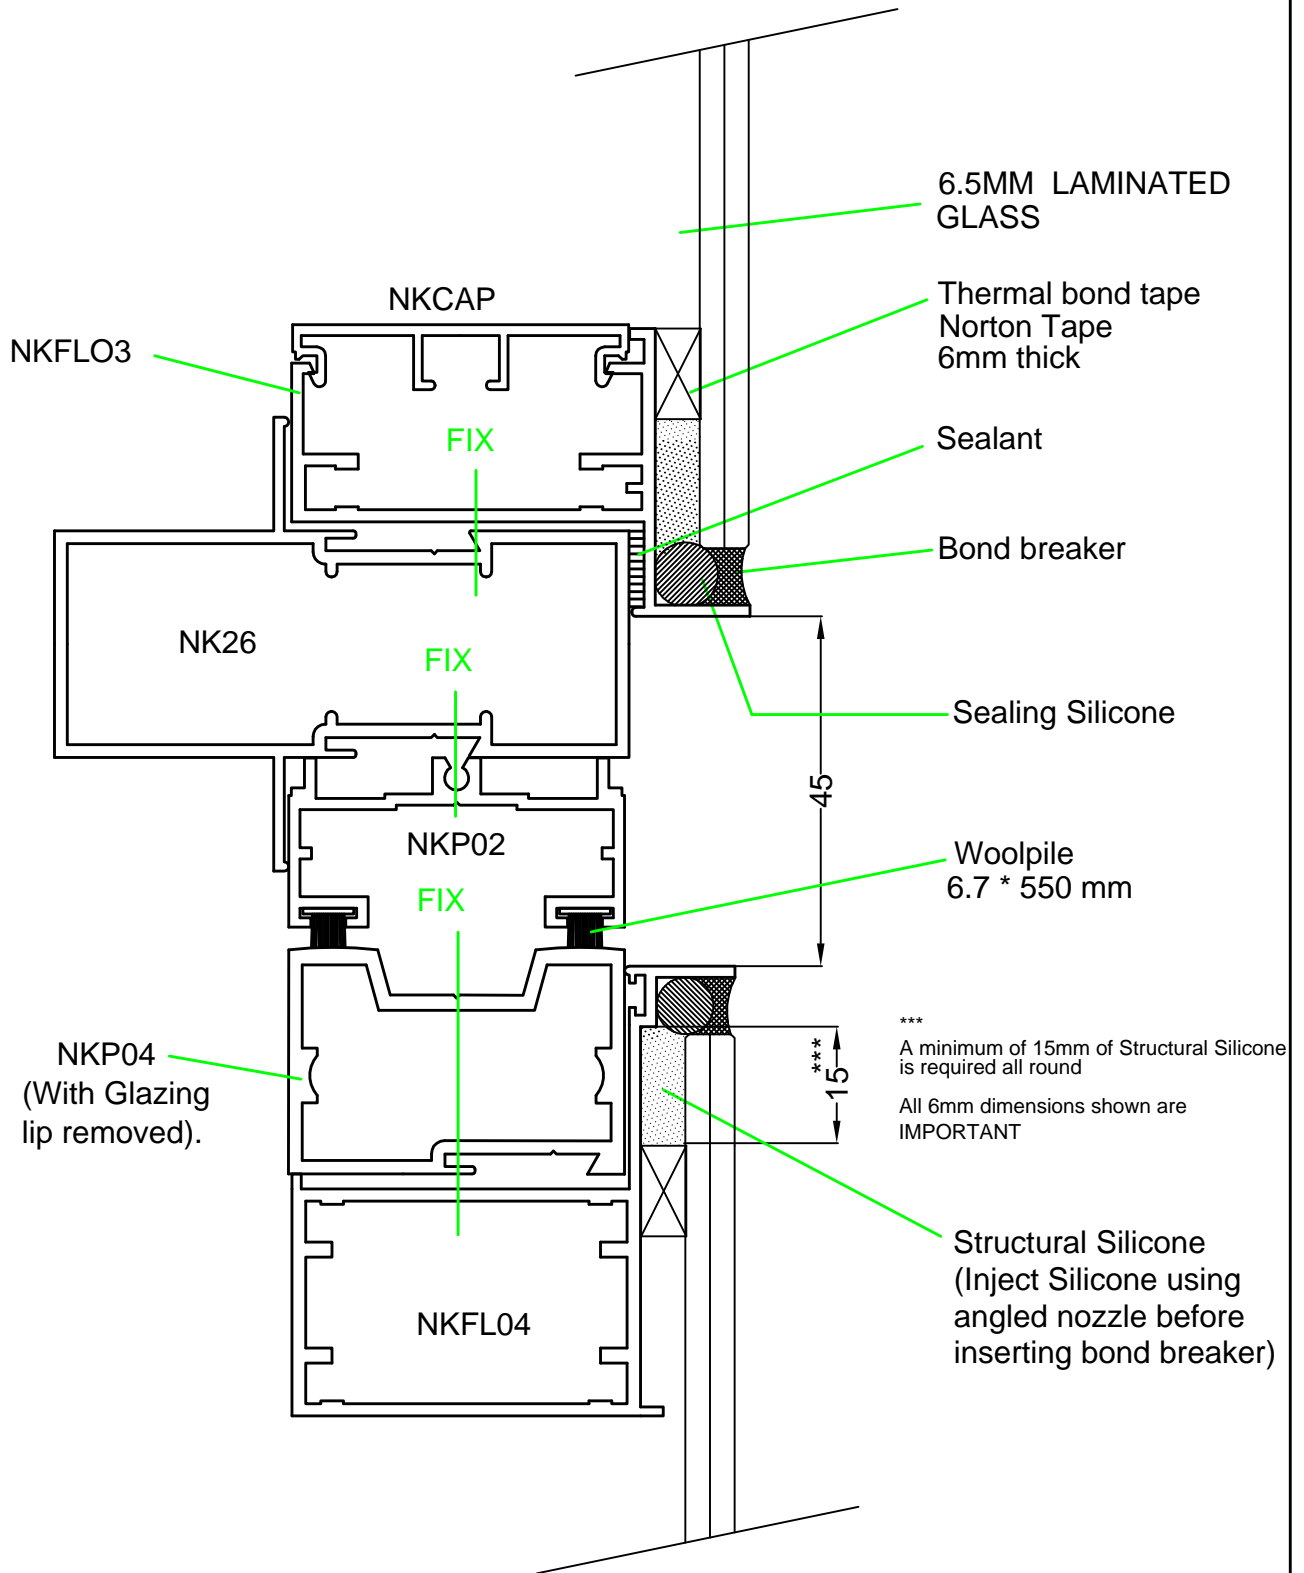 6.5MM LAMINATED
GLASS
NKCAP
Thermal bond tape
Norton Tape
6mm thick
NKFLO3
FIX
Sealant
Bond breaker
NK26
FIX
Sealing Silicone
45
NKP02
Woolpile
6.7 * 550 mm
FIX
***
A minimum of 15mm of Structural Silicone
is required all round
All 6mm dimensions shown are
IMPORTANT
***
15
NKP04
(With Glazing
lip removed).
Structural Silicone
(Inject Silicone using
angled nozzle before
inserting bond breaker)
NKFL04